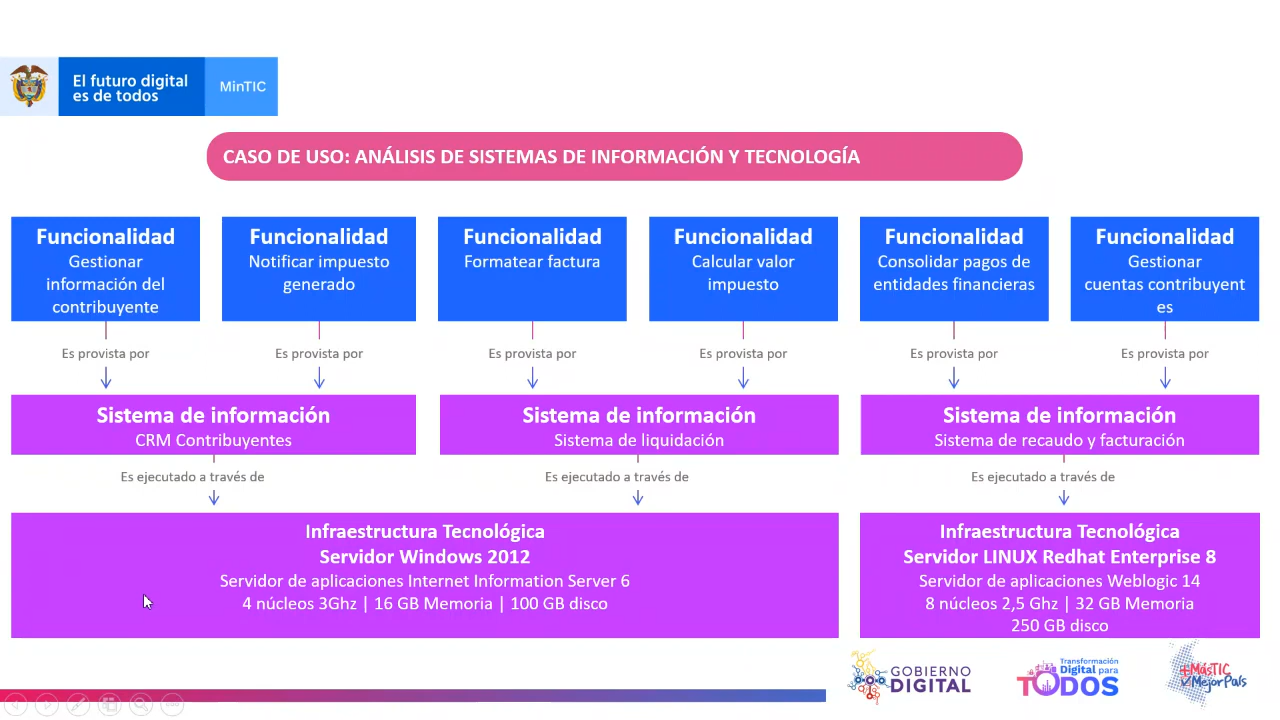 El futuro digital
es de todos
MinTIC
CASO DE USO: ANÁLISIS DE SISTEMAS DE INFORMACIÓN Y TECNOLOGÍA
Funcionalidad
Gestionar
información del
contribuyente
Funcionalidad
Notificar impuesto
generado
Funcionalidad
Formatear factura
Funcionalidad
Calcular valor
impuesto
Funcionalidad
Consolidar pagos de
entidades financieras
Funcionalidad
Gestionar
cuentas contribuyent
es
Es provista por
Es provista por
Es provista por
Es provista por
Es provista por
Es provista por
Sistema de información
CRM Contribuyentes
Sistema de información
Sistema de liquidación
Sistema de información
Sistema de recaudo y facturación
Es ejecutado a través de
Es ejecutado a través de
Es ejecutado a través de
Infraestructura Tecnológica
Servidor Windows 2012
Servidor de aplicaciones Internet Information Server 6
4 núcleos 3Ghz | 16 GB Memoria | 100 GB disco
Infraestructura Tecnológica
Servidor LINUX Redhat Enterprise 8
Servidor de aplicaciones Weblogic 14
8 núcleos 2,5 Ghz | 32 GB Memoria
250 GB disco
GOBIERNO
DIGITAL
Transformación
Digital para
TODOS
+MásTIC
MejorPaís